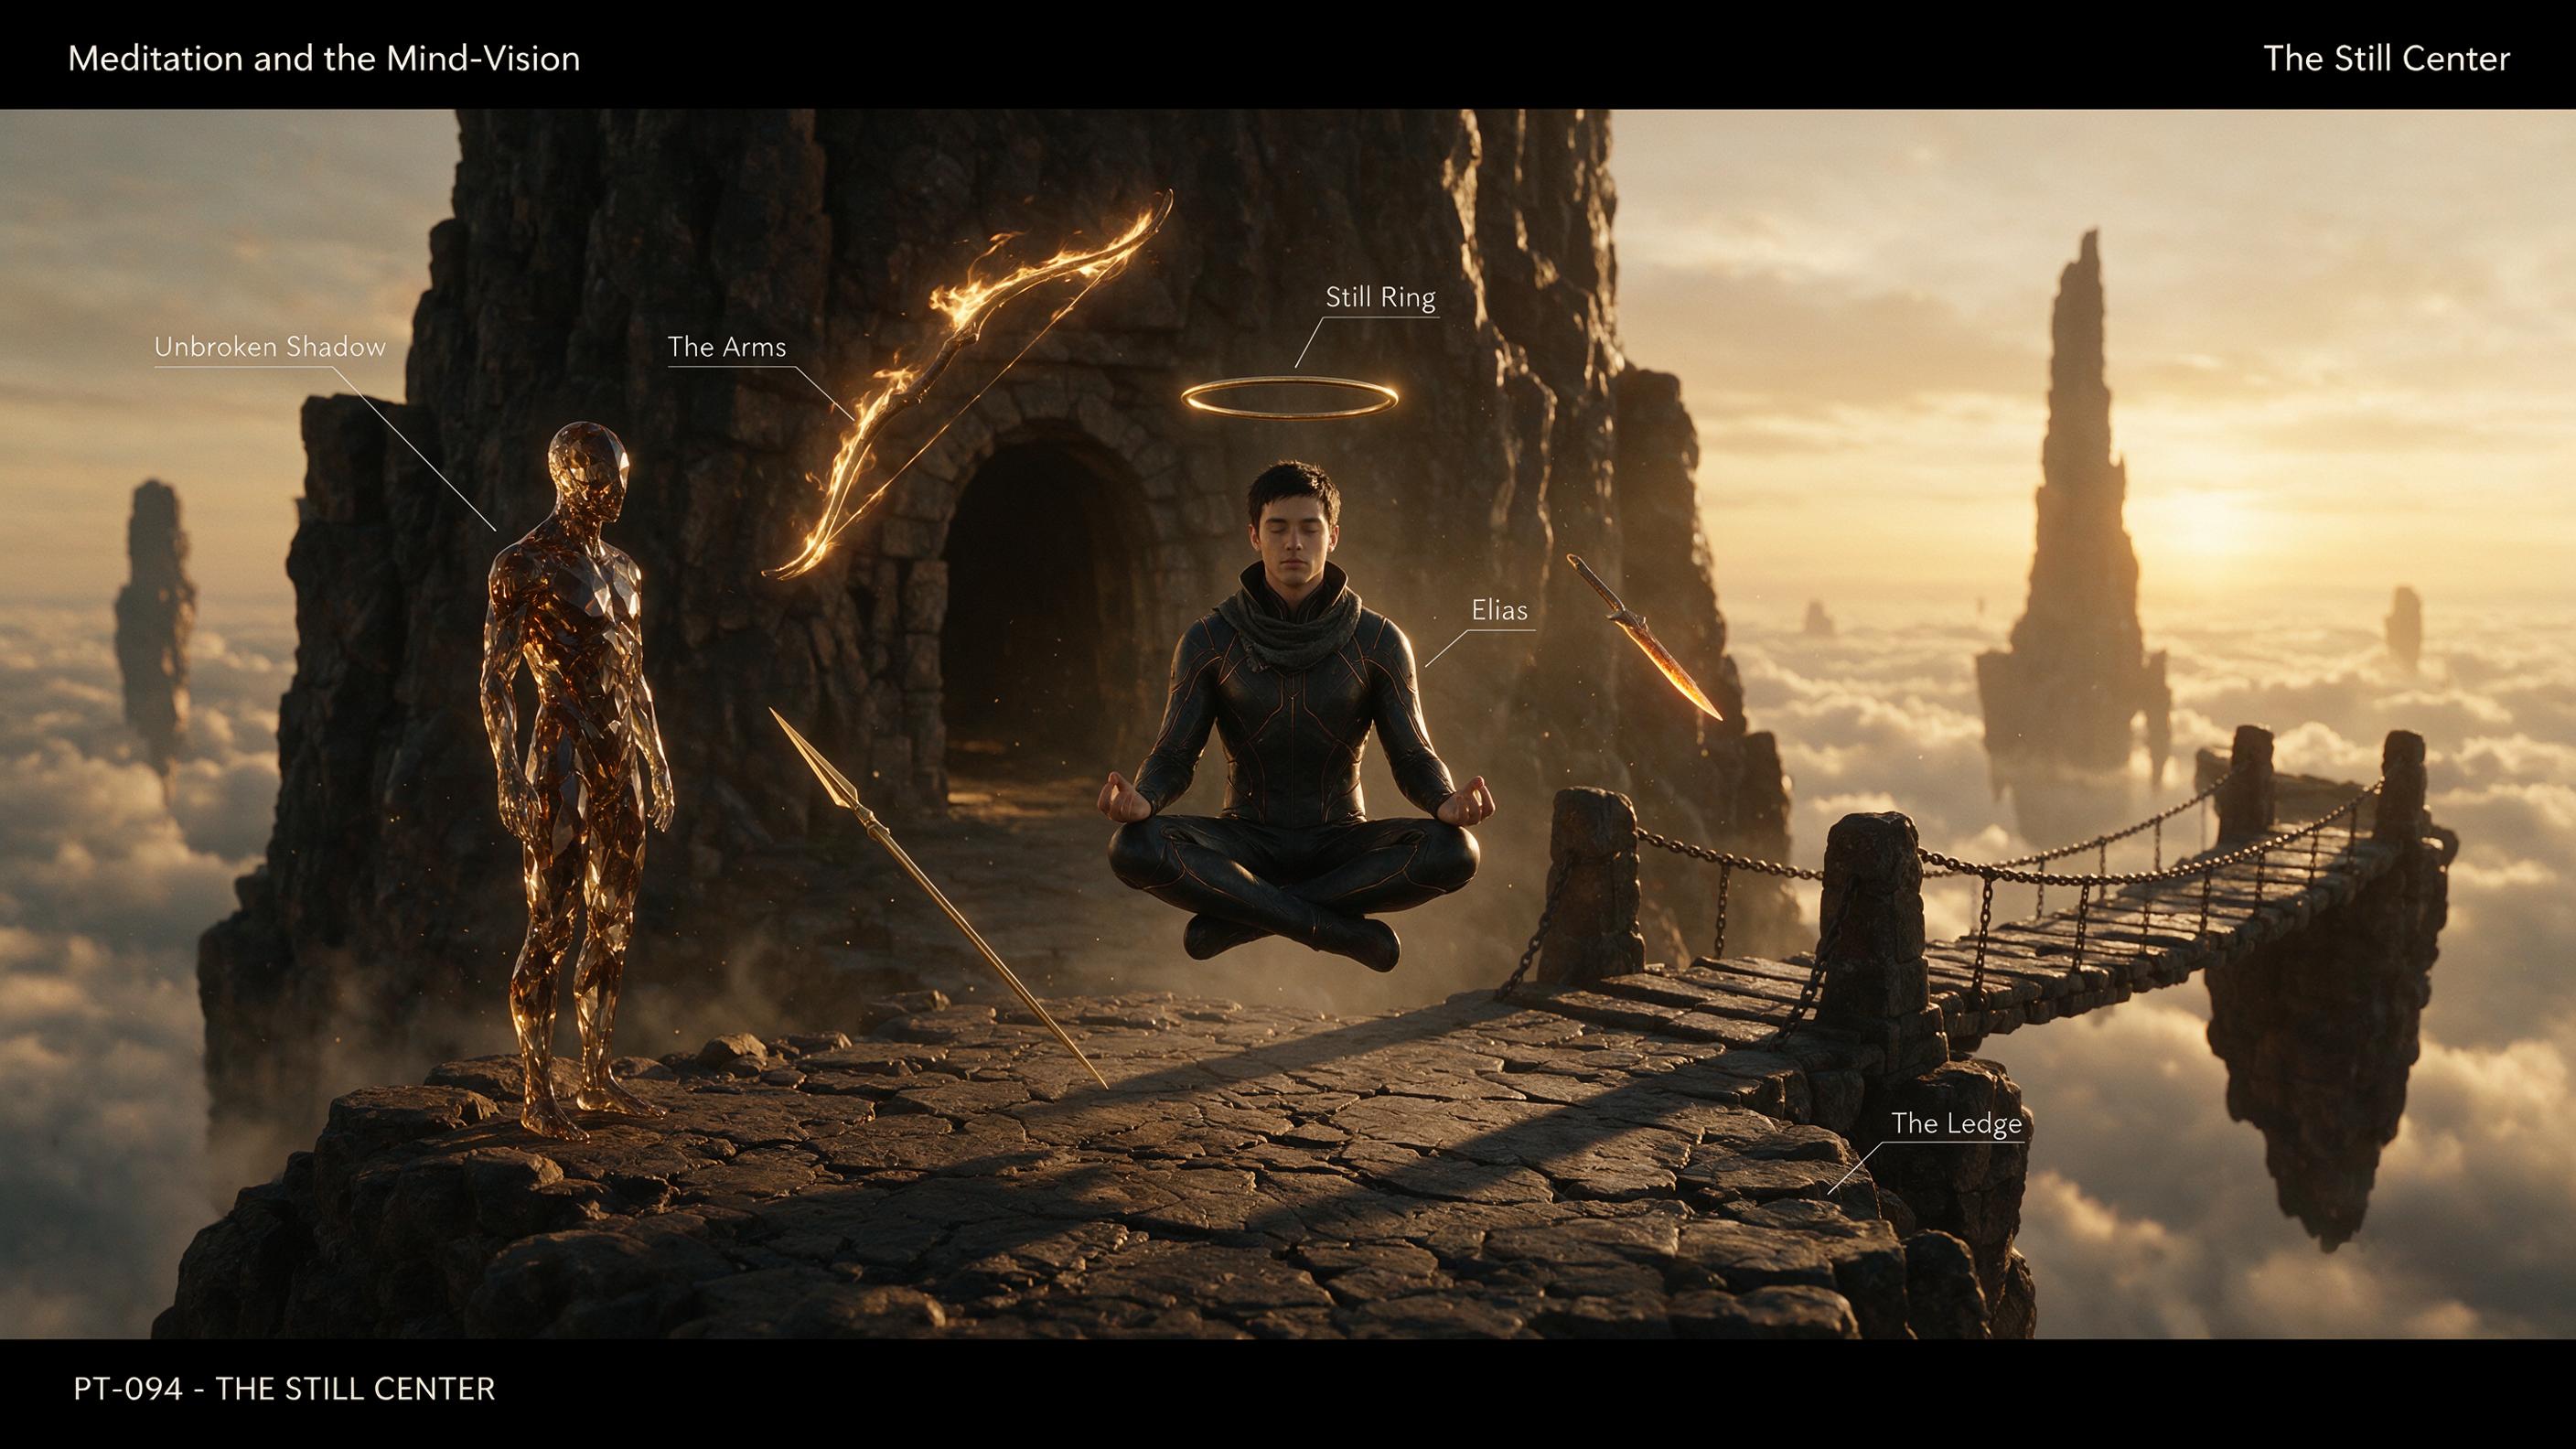 Meditation and the Mind-Vision
The Still Center
Still Ring
Unbroken Shadow
The Arms
Elias
The Ledge
PT-094 - THE STILL CENTER